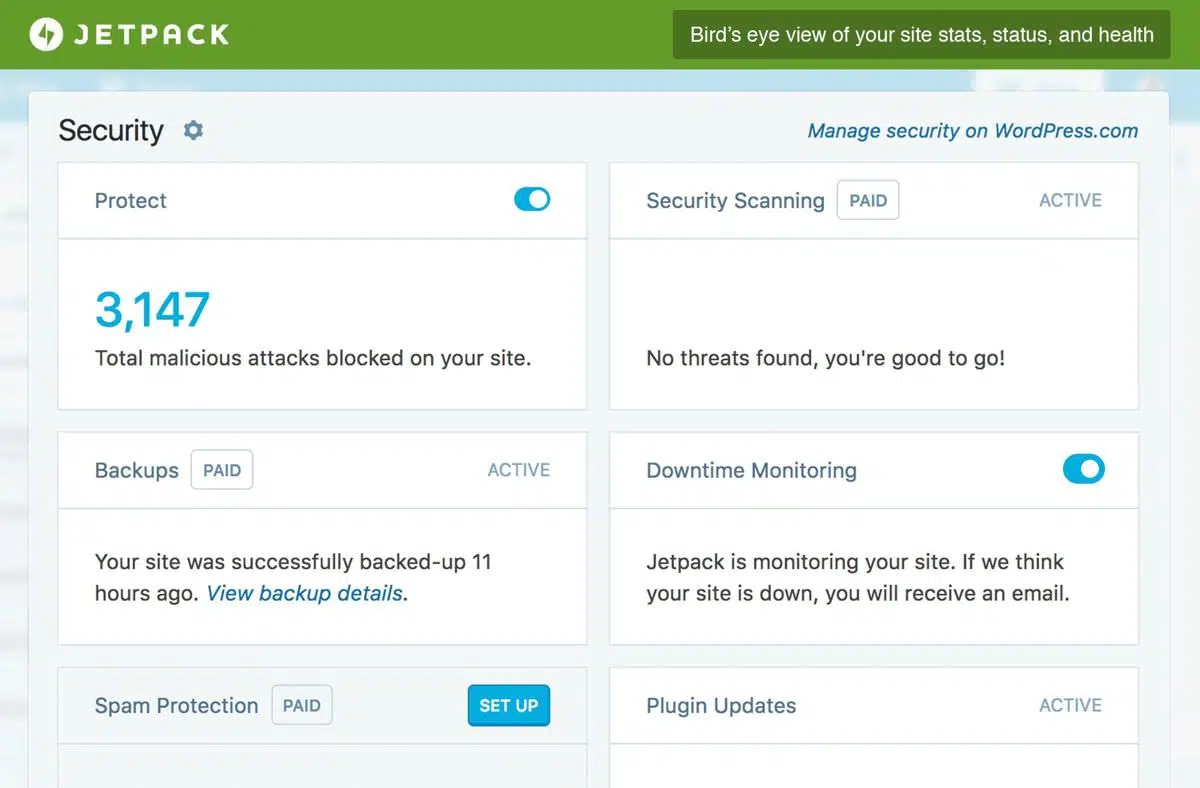 JETPACK
Bird’s eye view of your site stats, status, and health
Security
Manage security on WordPress.com
Protect
3,147
Total malicious attacks blocked on your site.
Security Scanning PAID ACTIVE
No threats found, you're good to go!
Backups PAID ACTIVE
Your site was successfully backed-up 11
hours ago. View backup details.
Downtime Monitoring
Jetpack is monitoring your site. If we think
your site is down, you will receive an email.
Spam Protection PAID SET UP
Plugin Updates ACTIVE